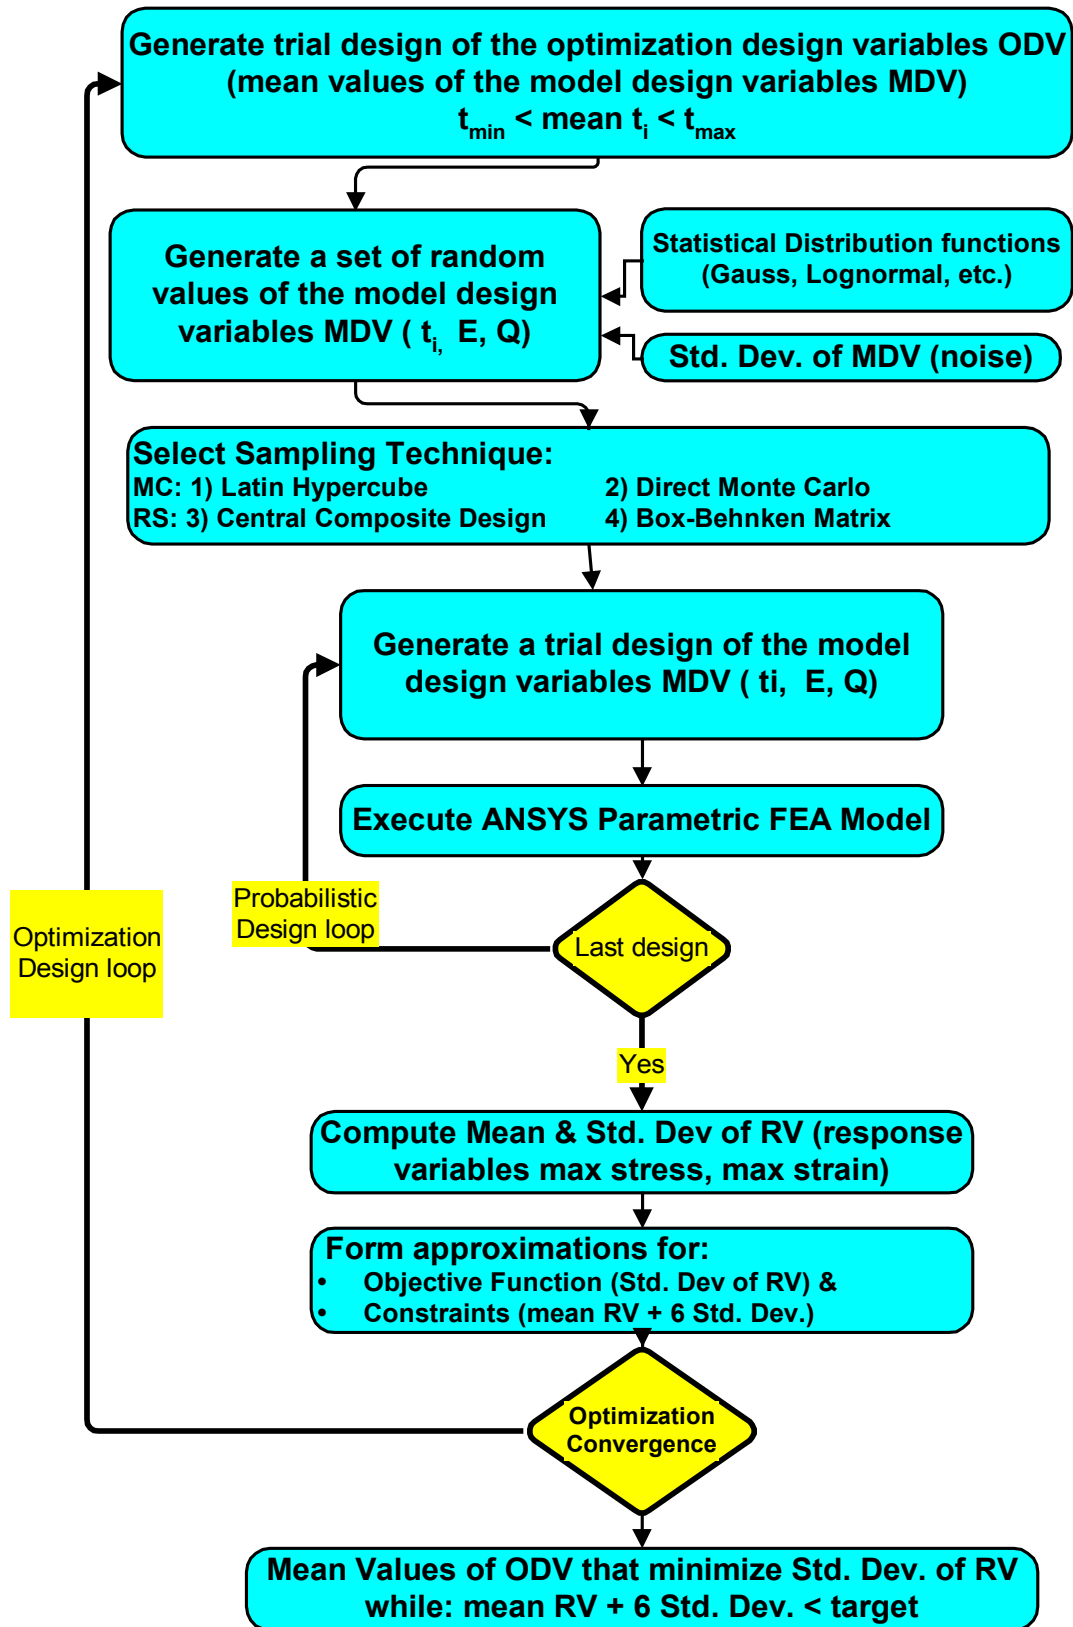 Generate trial design of the optimization design variables ODV
(mean values of the model design variables MDV)
t_min < mean t_i < t_max
Generate a set of random
values of the model design
variables MDV ( t_i, E, Q)
Statistical Distribution functions
(Gauss, Lognormal, etc.)
Std. Dev. of MDV (noise)
Select Sampling Technique:
MC: 1) Latin Hypercube 2) Direct Monte Carlo
RS: 3) Central Composite Design 4) Box-Behnken Matrix
Generate a trial design of the model
design variables MDV ( ti, E, Q)
Execute ANSYS Parametric FEA Model
Probabilistic
Design loop
Optimization
Design loop
Last design
Yes
Compute Mean & Std. Dev of RV (response
variables max stress, max strain)
Form approximations for:
• Objective Function (Std. Dev of RV) &
• Constraints (mean RV + 6 Std. Dev.)
Optimization
Convergence
Mean Values of ODV that minimize Std. Dev. of RV
while: mean RV + 6 Std. Dev. < target